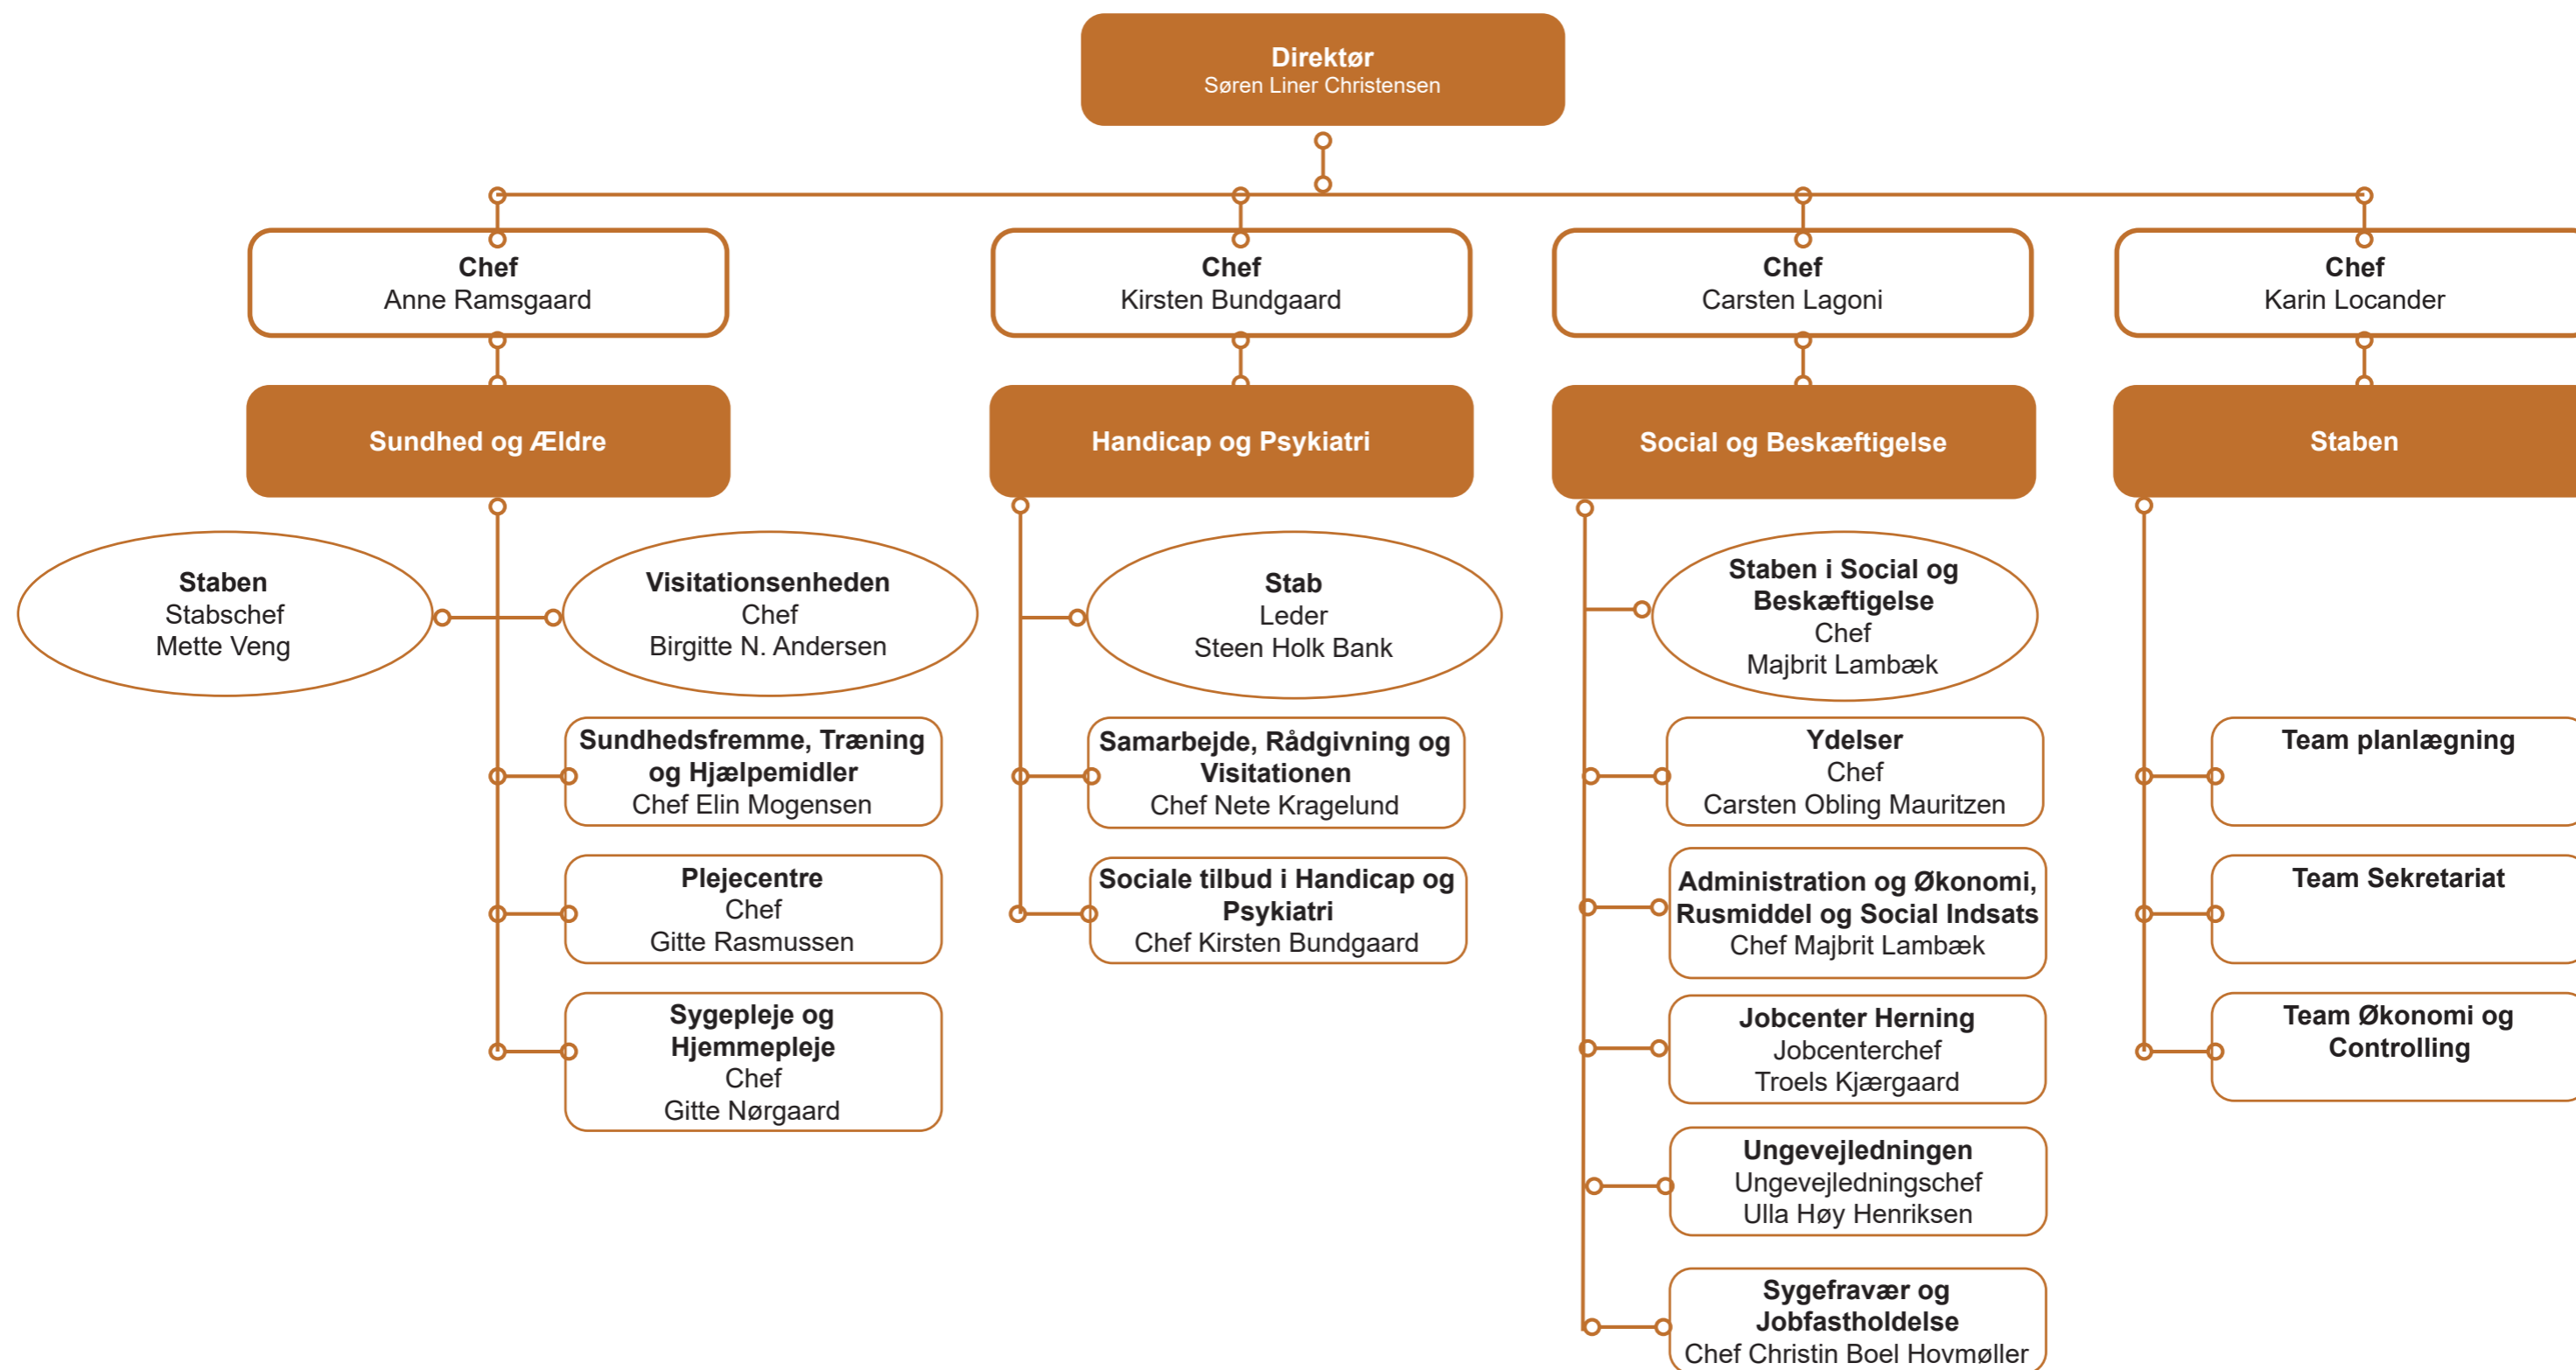 Direktør
Søren Liner Christensen
Chef
Anne Ramsgaard
Chef
Kirsten Bundgaard
Chef
Carsten Lagoni
Chef
Karin Locander
Sundhed og Ældre
Handicap og Psykiatri
Social og Beskæftigelse
Staben
Staben
Stabschef
Mette Veng
Visitationsenheden
Chef
Birgitte N. Andersen
Sundhedsfremme, Træning
og Hjælpemidler
Chef Elin Mogensen
Plejecentre
Chef
Gitte Rasmussen
Sygepleje og
Hjemmepleje
Chef
Gitte Nørgaard
Stab
Leder
Steen Holk Bank
Samarbejde, Rådgivning og
Visitationen
Chef Nete Kragelund
Sociale tilbud i Handicap og
Psykiatri
Chef Kirsten Bundgaard
Staben i Social og
Beskæftigelse
Chef
Majbrit Lambæk
Ydelser
Chef
Carsten Obling Mauritzen
Administration og Økonomi,
Rusmiddel og Social Indsats
Chef Majbrit Lambæk
Jobcenter Herning
Jobcenterchef
Troels Kjærgaard
Ungevejledningen
Ungevejledningschef
Ulla Høy Henriksen
Sygefravær og
Jobfastholdelse
Chef Christin Boel Hovmøller
Team planlægning
Team Sekretariat
Team Økonomi og
Controlling